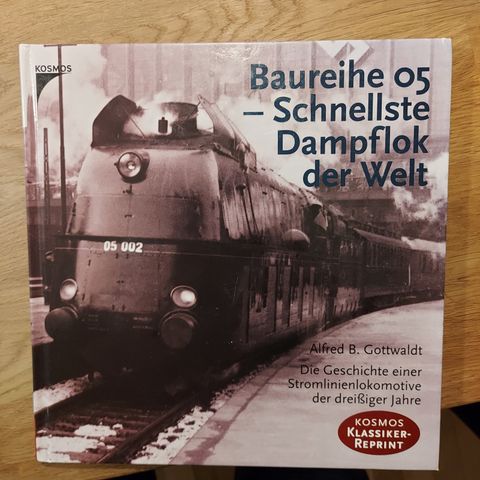 KOSMOS
Baureihe 05
– Schnellste
Dampflok
der Welt
05 002
Alfred B. Gottwaldt
Die Geschichte einer
Stromlinienlokomotive
der dreißiger Jahre
KOSMOS
KLASSIKER-
REPRINT